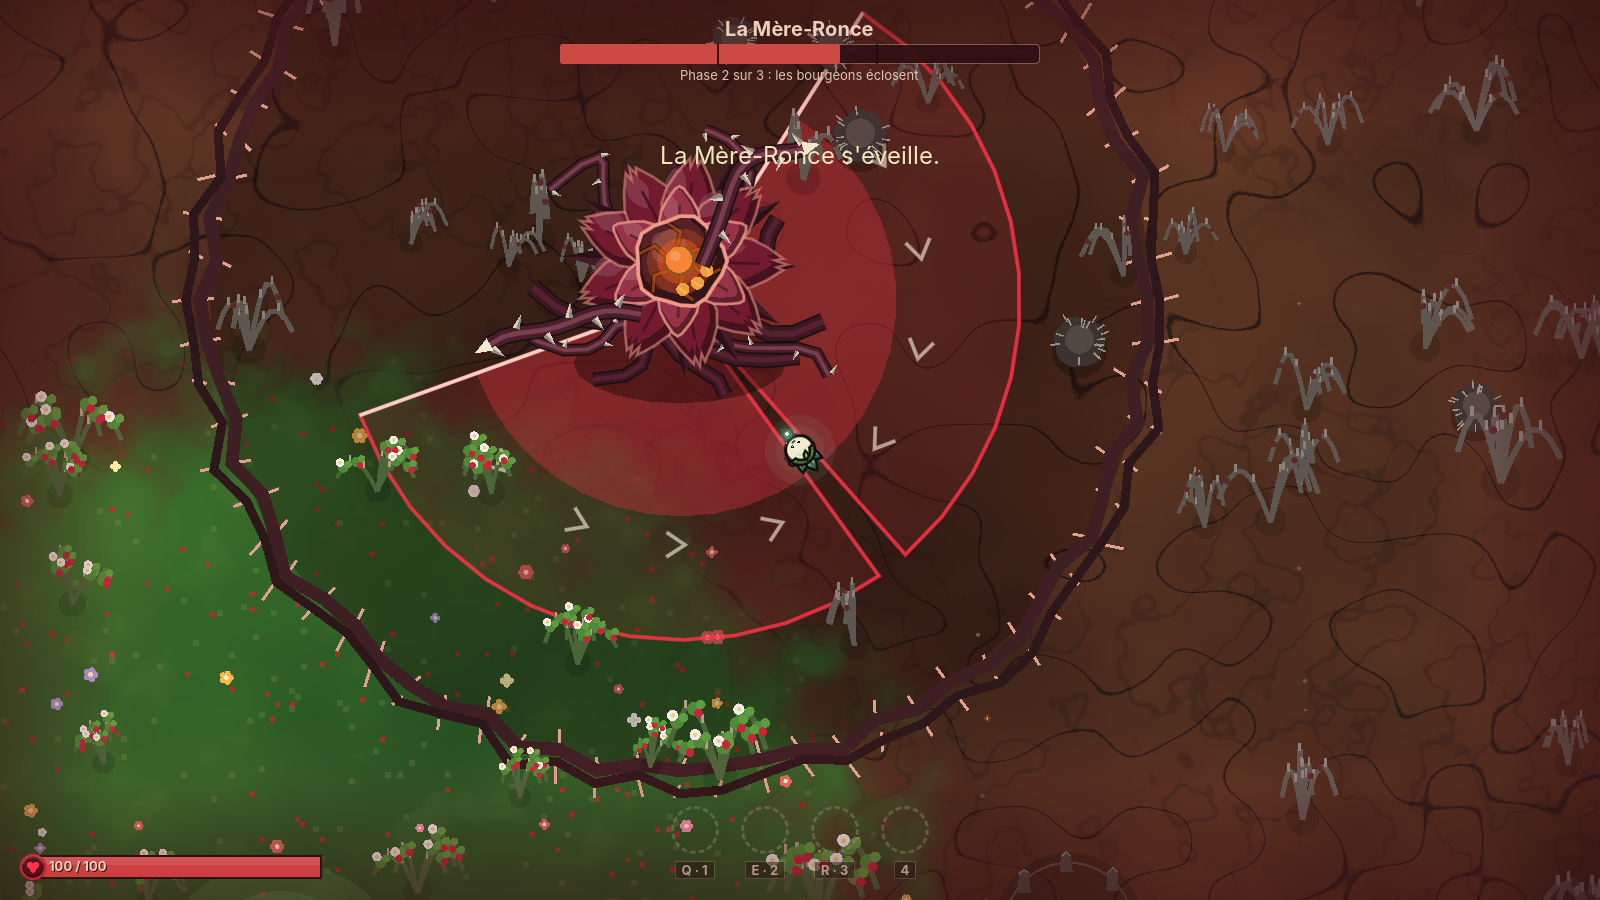 La Mère-Ronce
Phase 2 sur 3 : les bourgeons éclosent
La Mère-Ronce s'éveille.
100 / 100
Q · 1
E · 2
R · 3
4